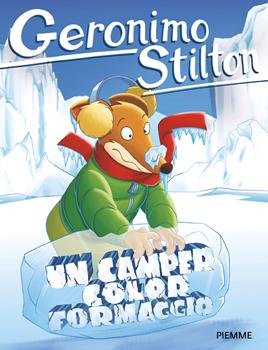 Geronimo
Stilton
UN CAMPER
COLOR
FORMAGGIO
PIEMME